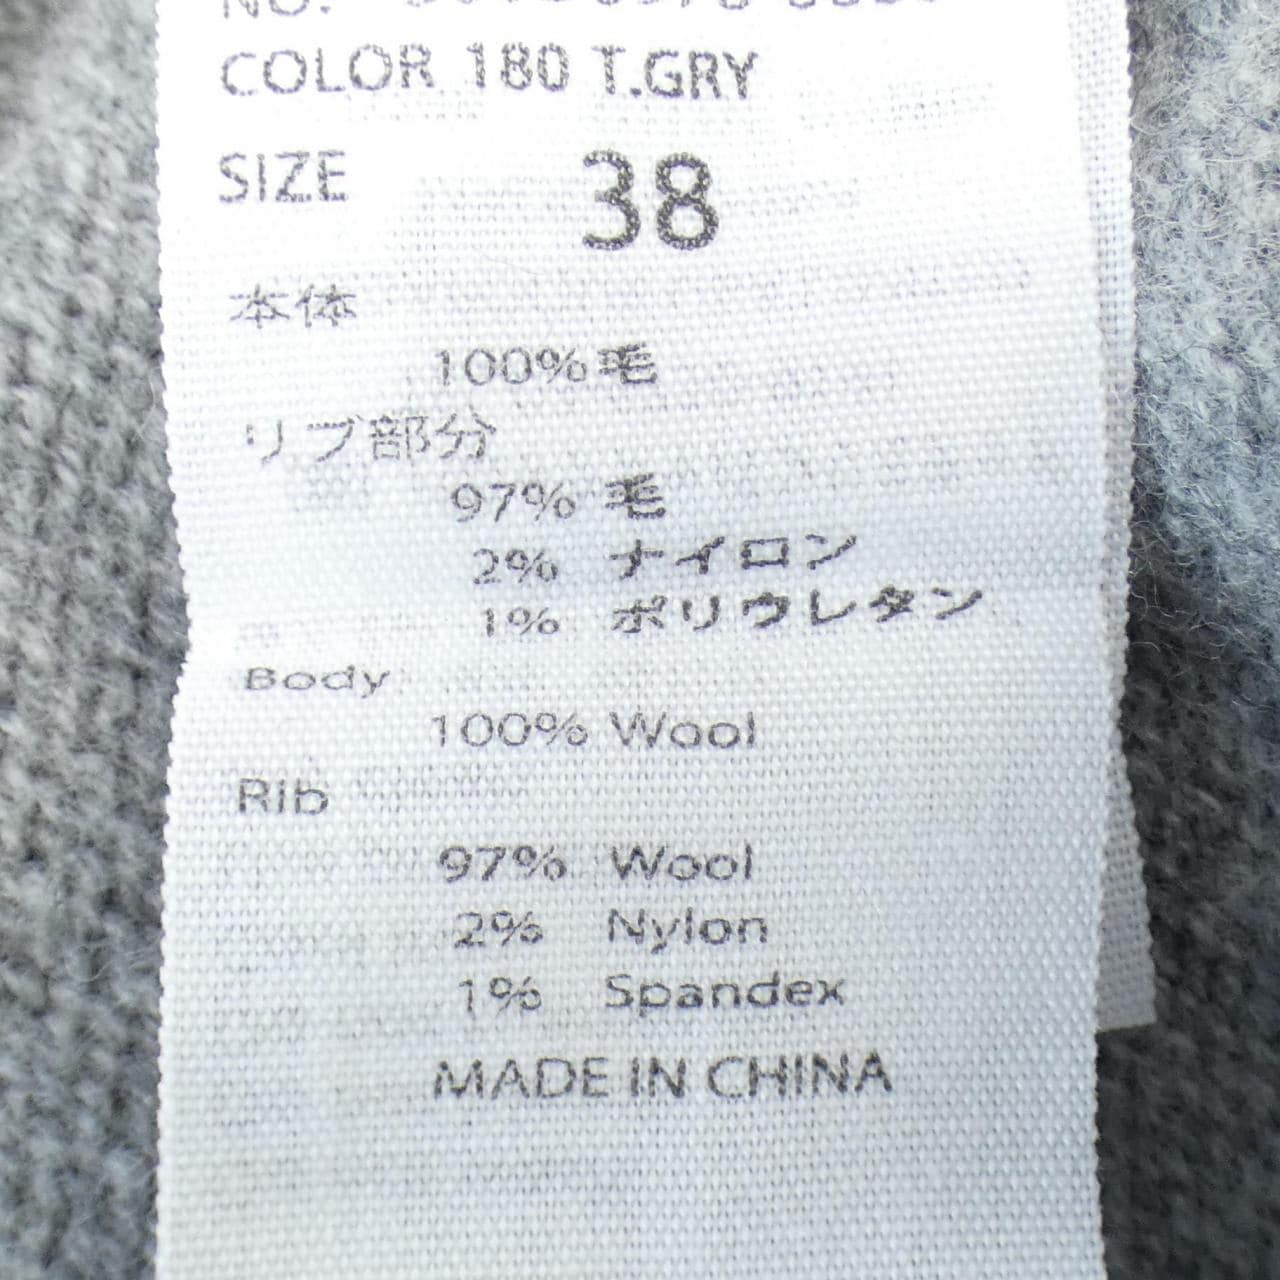 NO.
COLOR 180 T.GRY
SIZE 38
本体
100% 毛
リブ部分
97% 毛
2% ナイロン
1% ポリウレタン
Body
100% Wool
Rib
97% Wool
2% Nylon
1% Spandex
MADE IN CHINA